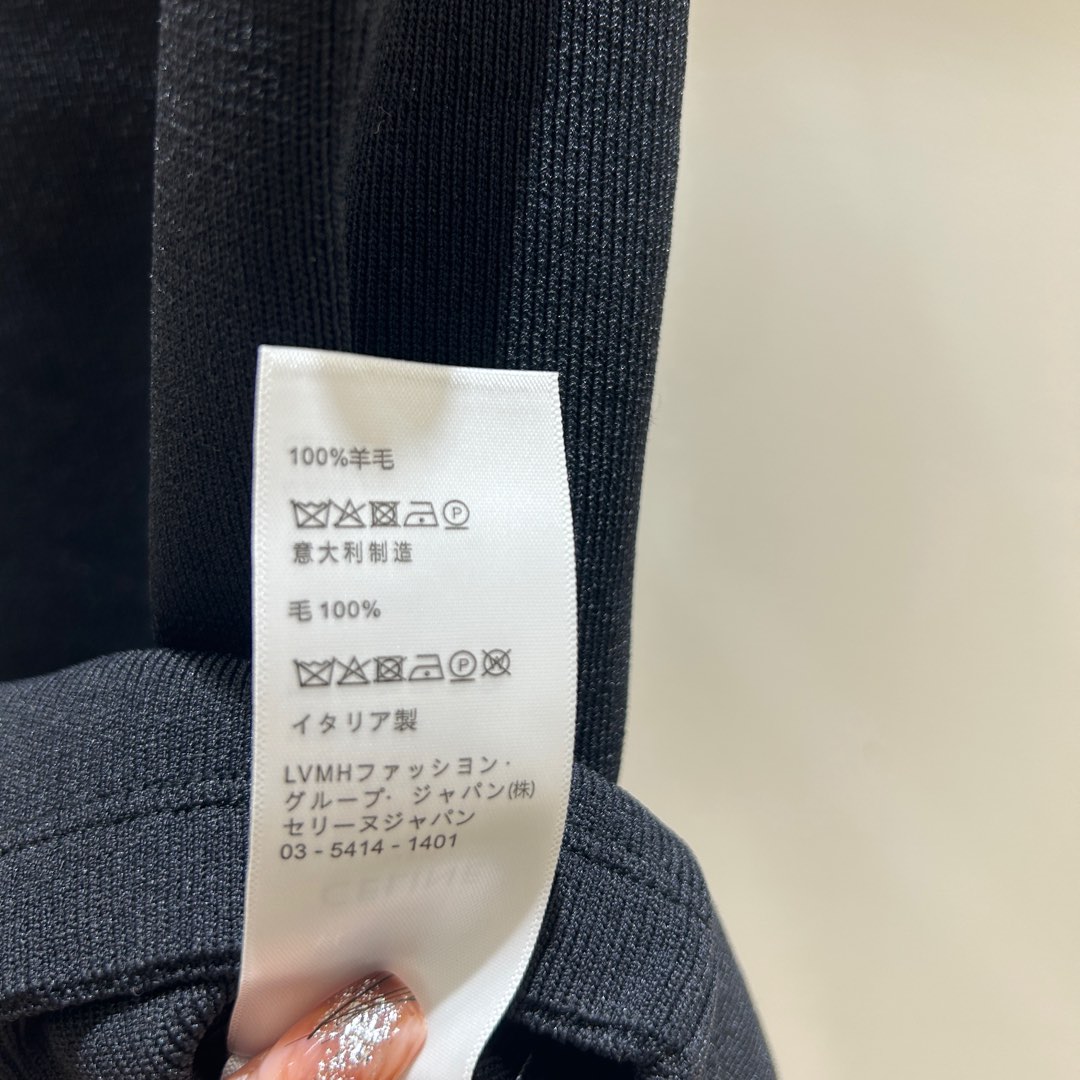 100%羊毛
P
意大利制造
毛 100%
P W
イタリア製
LVMHファッション・
グループ・ジャパン(株)
セリーヌジャパン
03 - 5414 - 1401